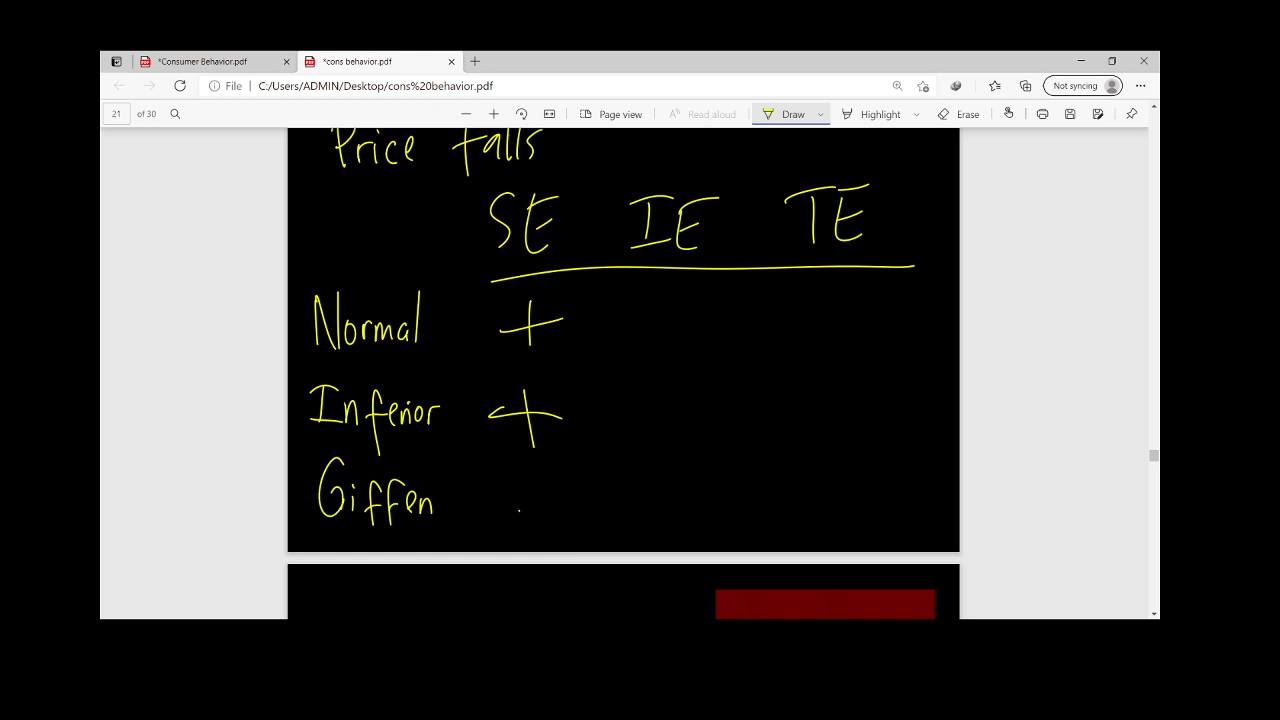 *Consumer Behavior.pdf *cons behavior.pdf
File C:/Users/ADMIN/Desktop/cons%20behavior.pdf Not syncing
21 of 30 Page view Read aloud Draw Highlight Erase
Price falls
SE IE TE
Normal +
Inferior +
Giffen